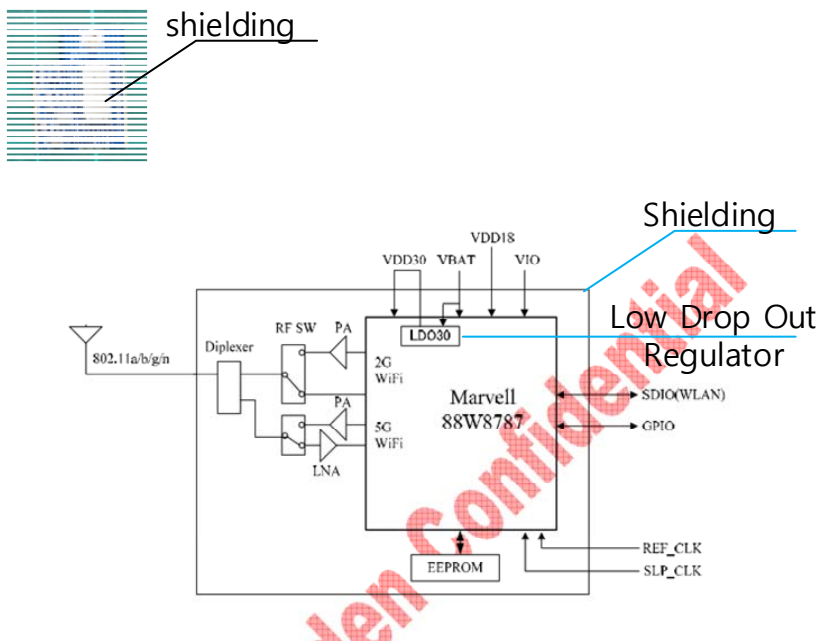 shielding
Shielding
VDD18
VDD30 VBAT VIO
Low Drop Out
Regulator
LDO30
RF SW PA
Diplexer
802.11a/b/g/n
2G
WiFi
Marvell
88W8787
SDIO(WLAN)
PA
5G
WiFi
GPIO
LNA
REF_CLK
EEPROM
SLP_CLK
den Confidential